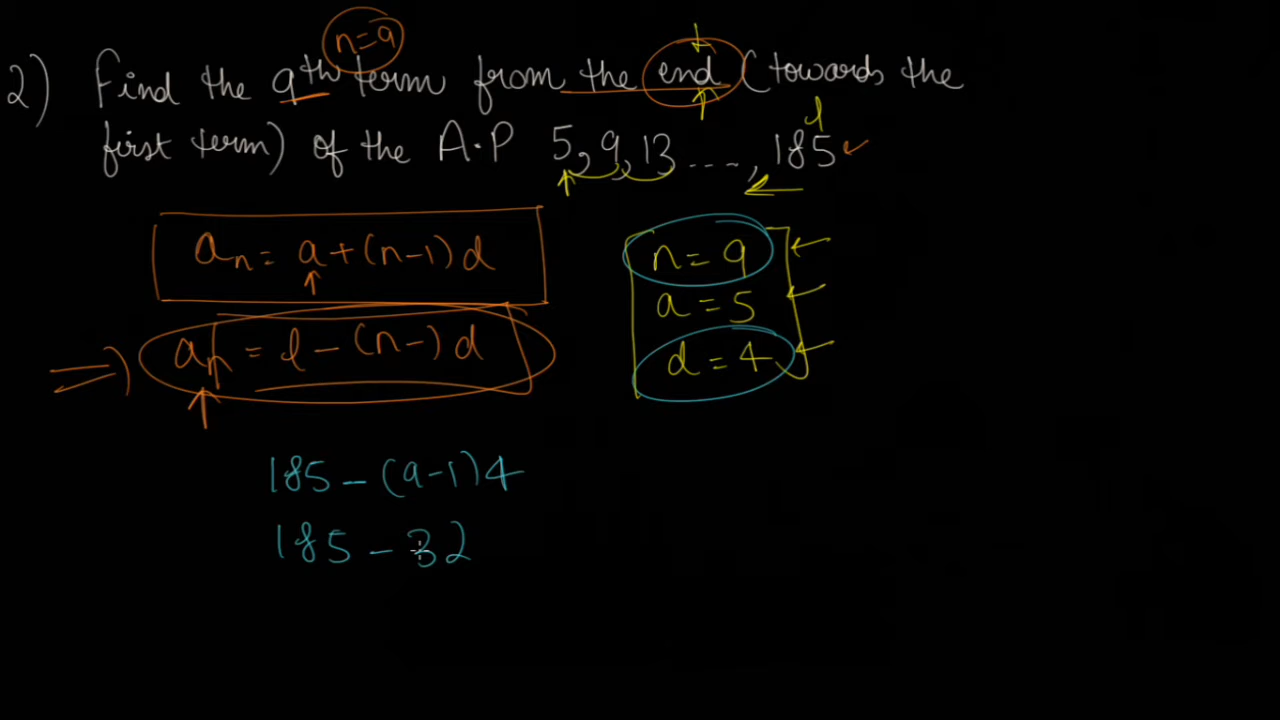 n=9
2) Find the 9th term from the end (towards the
l
first term) of the A.P 5, 9, 13 ...., 185
an = a + (n-1)d
n = 9
a = 5
an = l - (n-1)d
d = 4
185 - (9-1)4
185 - 32